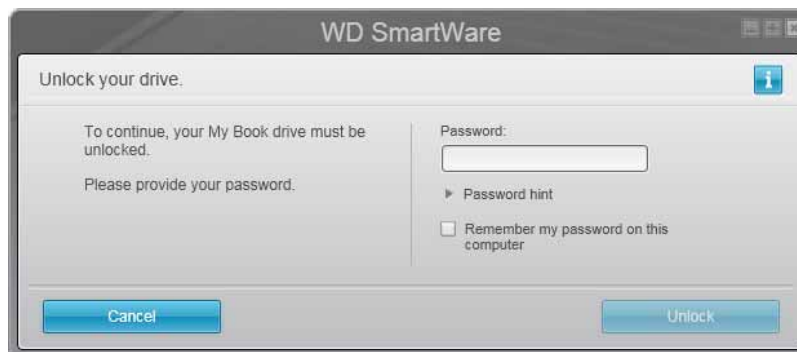 WD SmartWare
Unlock your drive.
To continue, your My Book drive must be
unlocked.
Please provide your password.
Password:
Password hint
Remember my password on this
computer
Cancel
Unlock